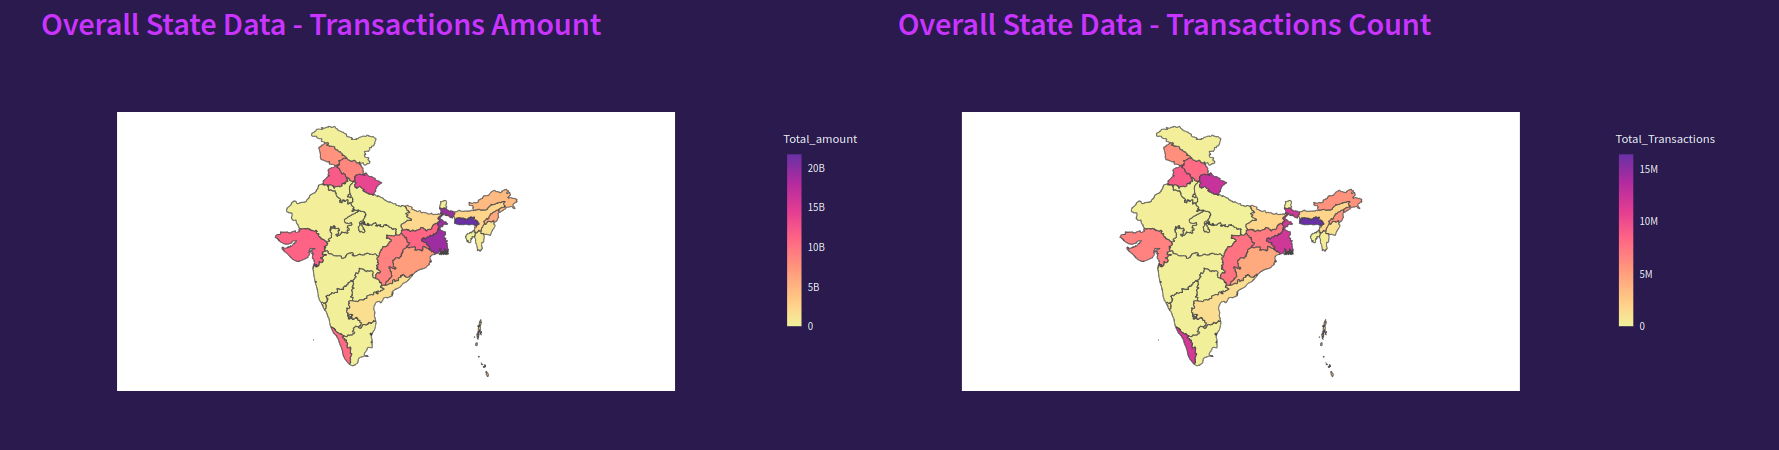 Overall State Data - Transactions Amount
Total_amount
20B
15B
10B
5B
0
Overall State Data - Transactions Count
Total_Transactions
15M
10M
5M
0